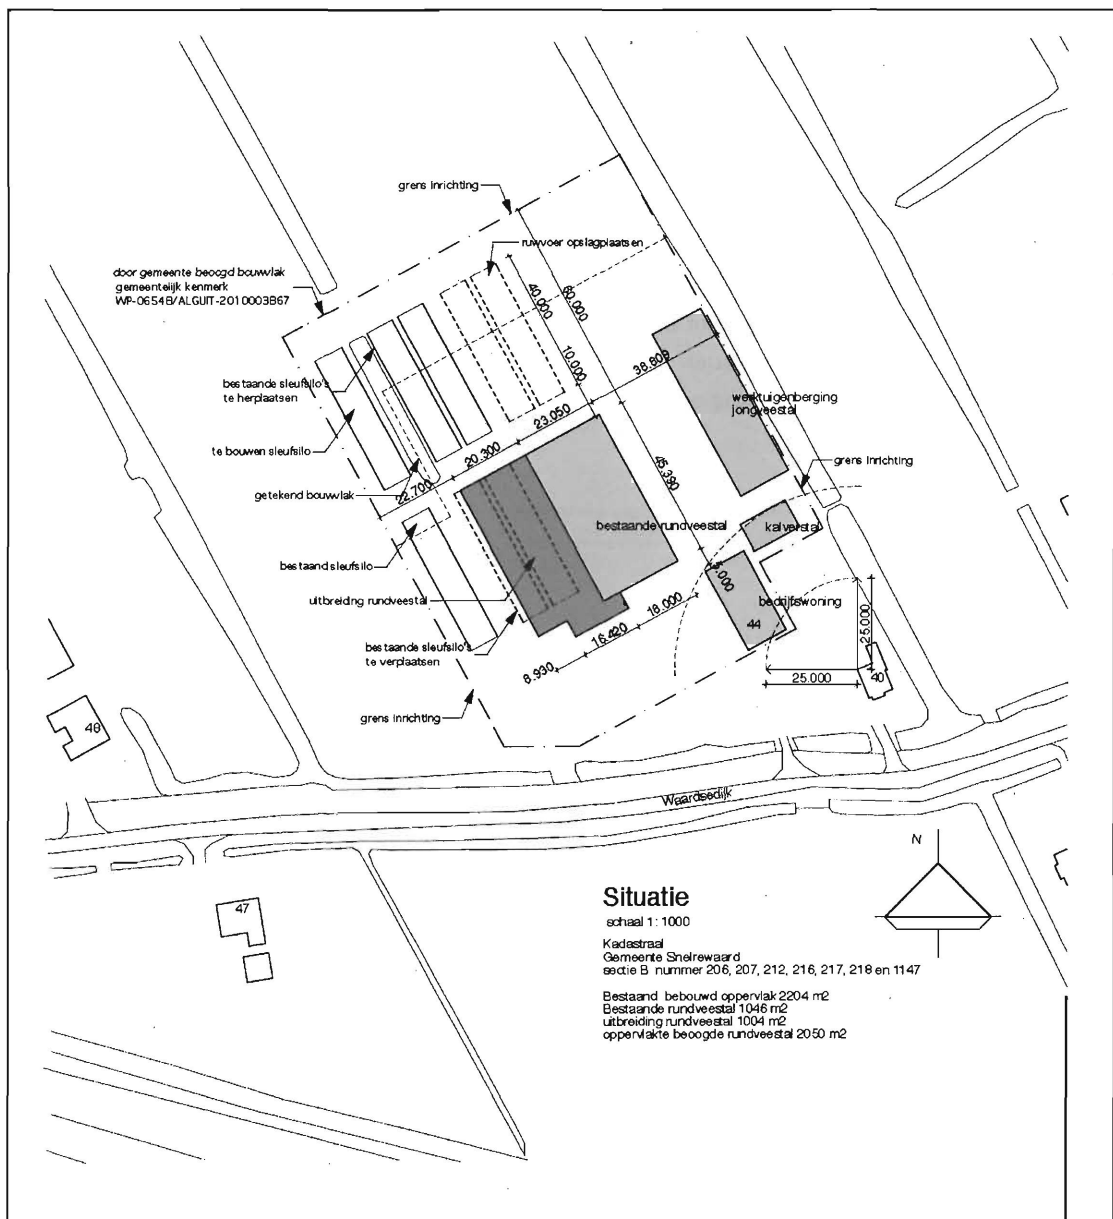 grens inrichting
ruwvoer opslagplaatsen
door gemeente beoogd bouwvlak
gemeentelijk kenmerk
WP-0654B/ALGUIT-2010003867
40.000
60.000
10.000
38.809
bestaande sleufsilo's
te herplaatsen
werktuigenberging
jongveestal
23.050
te bouwen sleufsilo
20.300
45.390
grens inrichting
getekend bouwvlak
22.700
bestaande rundveestal
kalverstal
bestaand sleufsilo
uitbreiding rundveestal
bedrijfswoning
18.000
44
25.000
16.420
bestaande sleufsilo's
te verplaatsen
8.930
25.000
40
grens inrichting
48
Waardsedijk
N
47
Situatie
schaal 1: 1000
Kadastraal
Gemeente Snelrewaard
sectie B nummer 206, 207, 212, 216, 217, 218 en 1147
Bestaand bebouwd oppervlak 2204 m2
Bestaande rundveestal 1046 m2
uitbreiding rundveestal 1004 m2
oppervlakte beoogde rundveestal 2050 m2